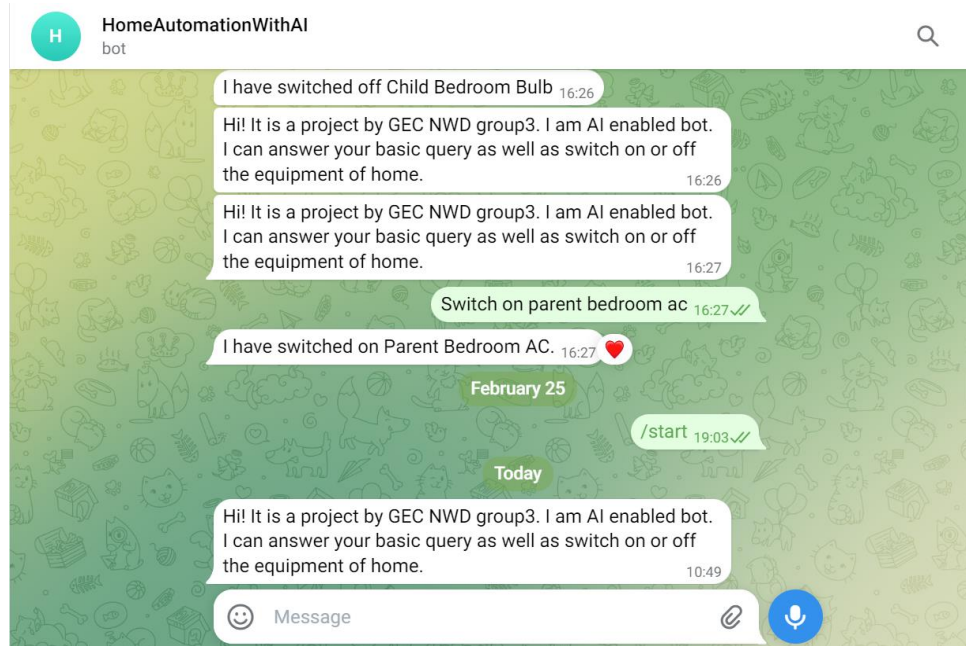 H
HomeAutomationWithAI
bot
I have switched off Child Bedroom Bulb 16:26
Hi! It is a project by GEC NWD group3. I am AI enabled bot.
I can answer your basic query as well as switch on or off
the equipment of home. 16:26
Hi! It is a project by GEC NWD group3. I am AI enabled bot.
I can answer your basic query as well as switch on or off
the equipment of home. 16:27
Switch on parent bedroom ac 16:27
I have switched on Parent Bedroom AC. 16:27
February 25
/start 19:03
Today
Hi! It is a project by GEC NWD group3. I am AI enabled bot.
I can answer your basic query as well as switch on or off
the equipment of home. 10:49
Message